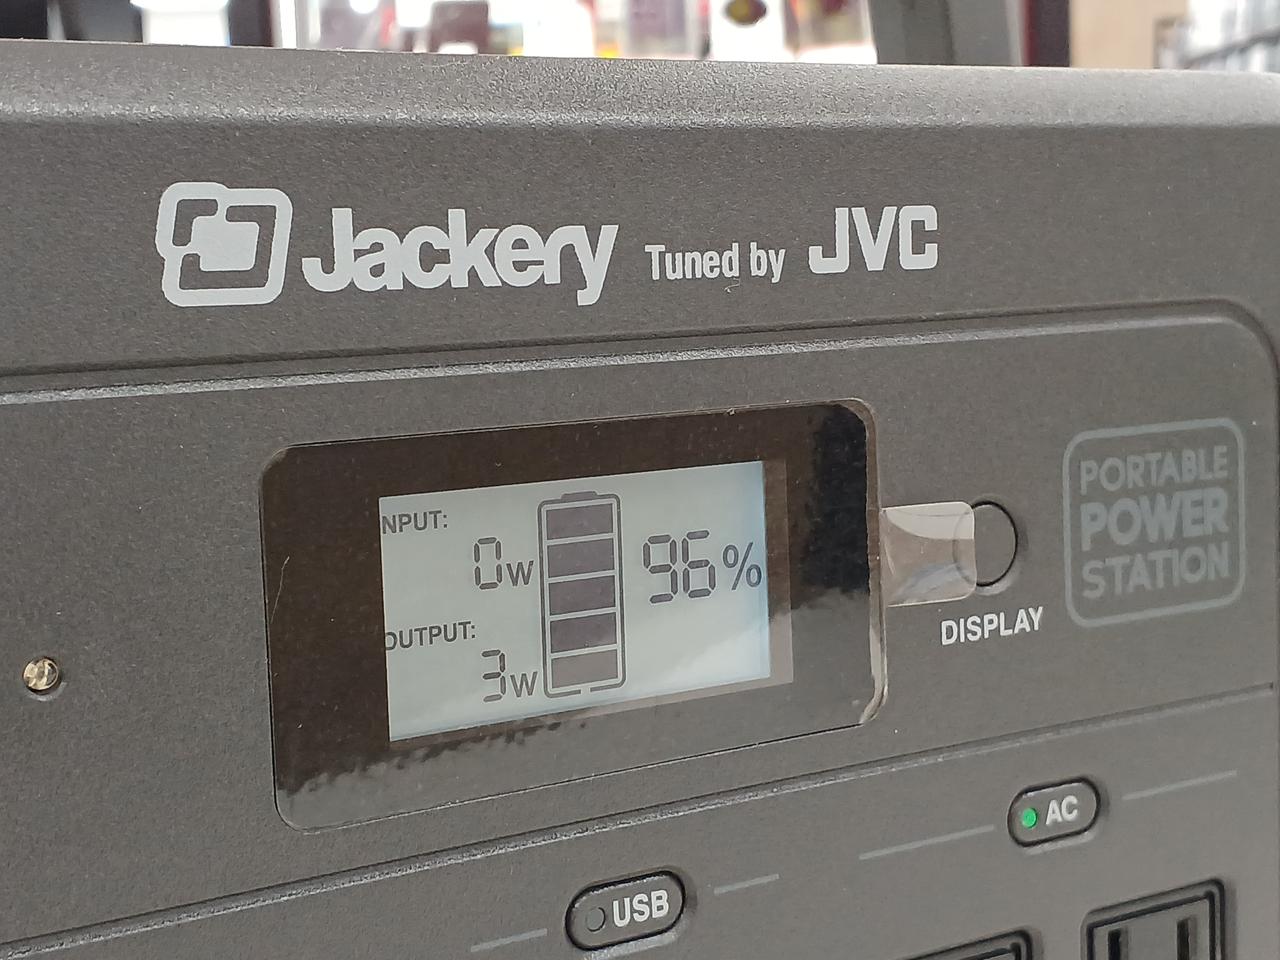 Jackery Tuned by JVC
NPUT:
0w
96%
OUTPUT:
3w
DISPLAY
PORTABLE
POWER
STATION
AC
USB